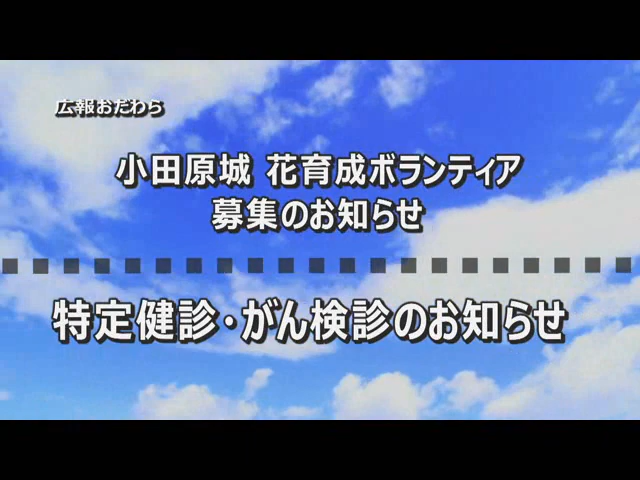 広報おだわら
小田原城 花育成ボランティア
募集のお知らせ
特定健診・がん検診のお知らせ